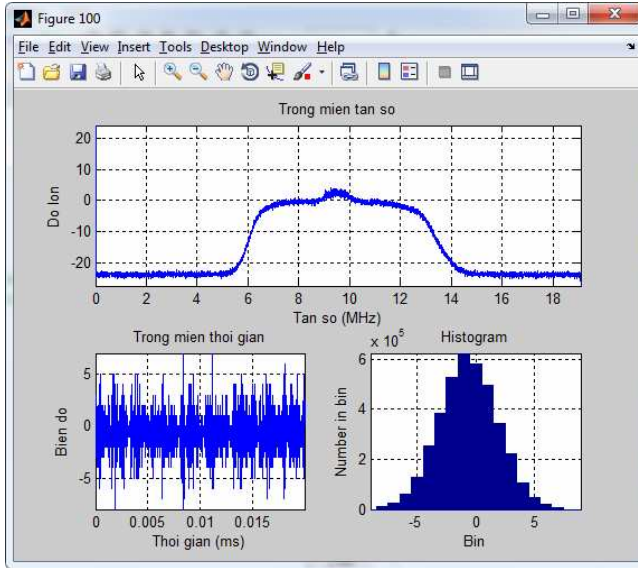 Figure 100
File Edit View Insert Tools Desktop Window Help
Trong mien tan so
Do lon
20
10
0
-10
-20
0 2 4 6 8 10 12 14 16 18
Tan so (MHz)
Trong mien thoi gian
Bien do
5
0
-5
0 0.005 0.01 0.015
Thoi gian (ms)
Histogram
x 10^5
Number in bin
6
4
2
0
-5 0 5
Bin